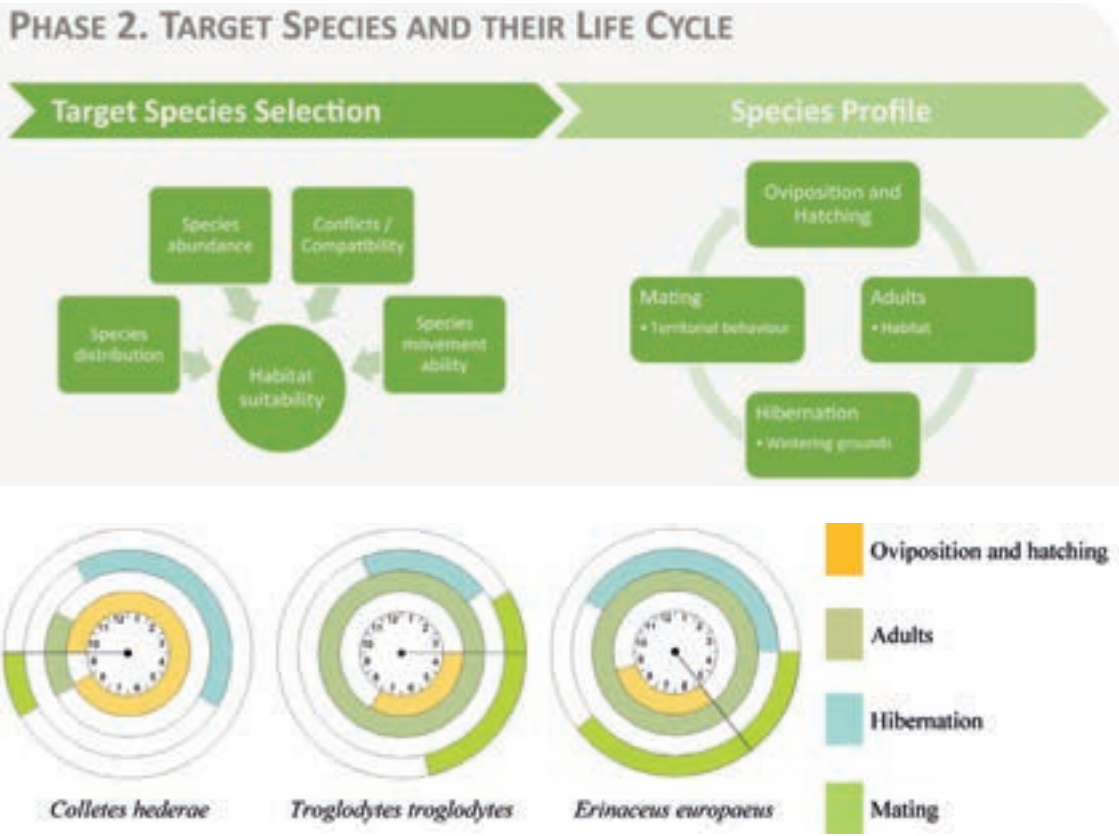 PHASE 2. TARGET SPECIES AND THEIR LIFE CYCLE
Target Species Selection
Species Profile
Species
abundance
Conflicts /
Compatibility
Species
distribution
Species
movement
ability
Habitat
suitability
Oviposition and
Hatching
Mating
• Territorial behaviour
Adults
• Habitat
Hibernation
• Wintering grounds
Oviposition and hatching
Adults
Hibernation
Mating
Colletes hederae
Troglodytes troglodytes
Erinaceus europaeus